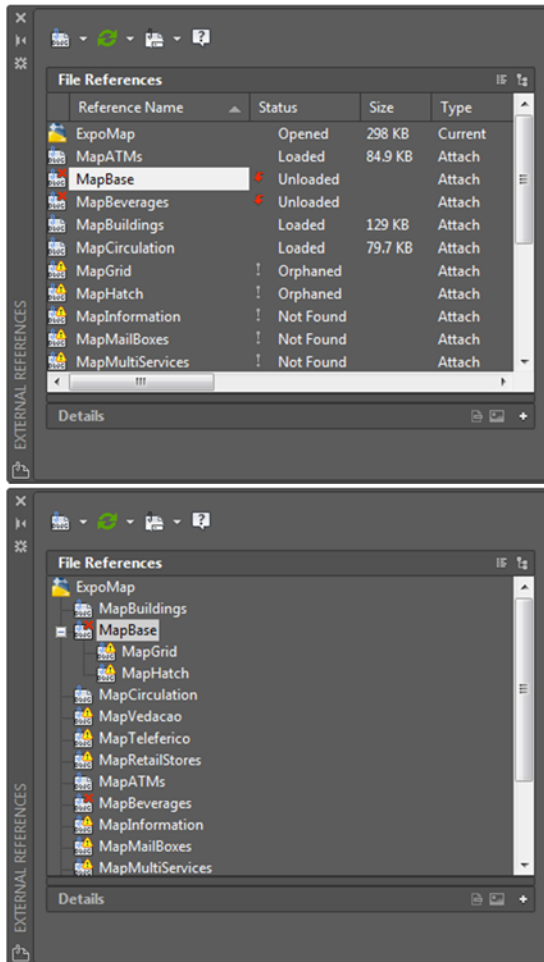 File References
Reference Name Status Size Type
ExpoMap Opened 298 KB Current
MapATMs Loaded 84.9 KB Attach
MapBase Unloaded Attach
MapBeverages Unloaded Attach
MapBuildings Loaded 129 KB Attach
MapCirculation Loaded 79.7 KB Attach
MapGrid ! Orphaned Attach
MapHatch ! Orphaned Attach
MapInformation ! Not Found Attach
MapMailBoxes ! Not Found Attach
MapMultiServices ! Not Found Attach
Details
EXTERNAL REFERENCES
File References
ExpoMap
MapBuildings
MapBase
MapGrid
MapHatch
MapCirculation
MapVedacao
MapTeleferico
MapRetailStores
MapATMs
MapBeverages
MapInformation
MapMailBoxes
MapMultiServices
Details
EXTERNAL REFERENCES